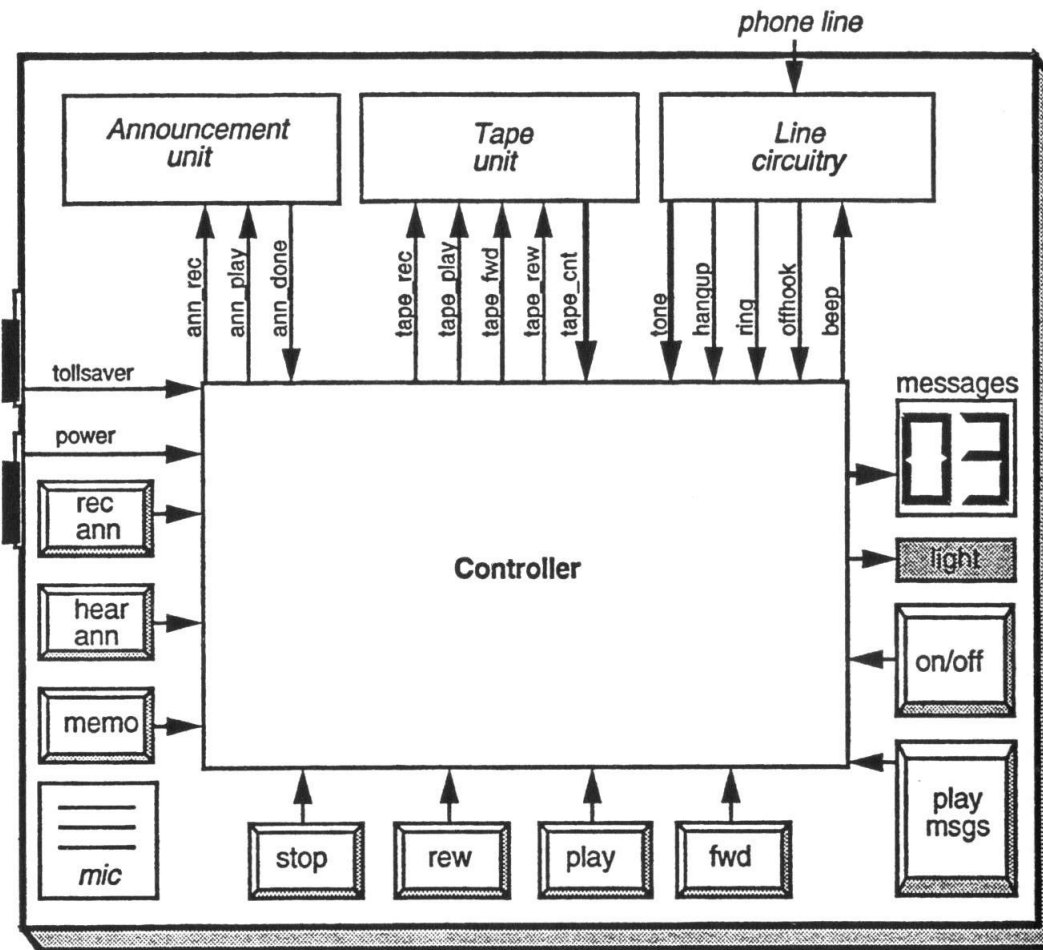 phone line
Announcement
unit
Tape
unit
Line
circuitry
ann_rec
ann_play
ann_done
tape_rec
tape_play
tape_fwd
tape_rew
tape_cnt
tone
hangup
ring
offhook
beep
tollsaver
power
messages
03
rec
ann
Controller
light
hear
ann
on/off
memo
play
msgs
mic
stop
rew
play
fwd